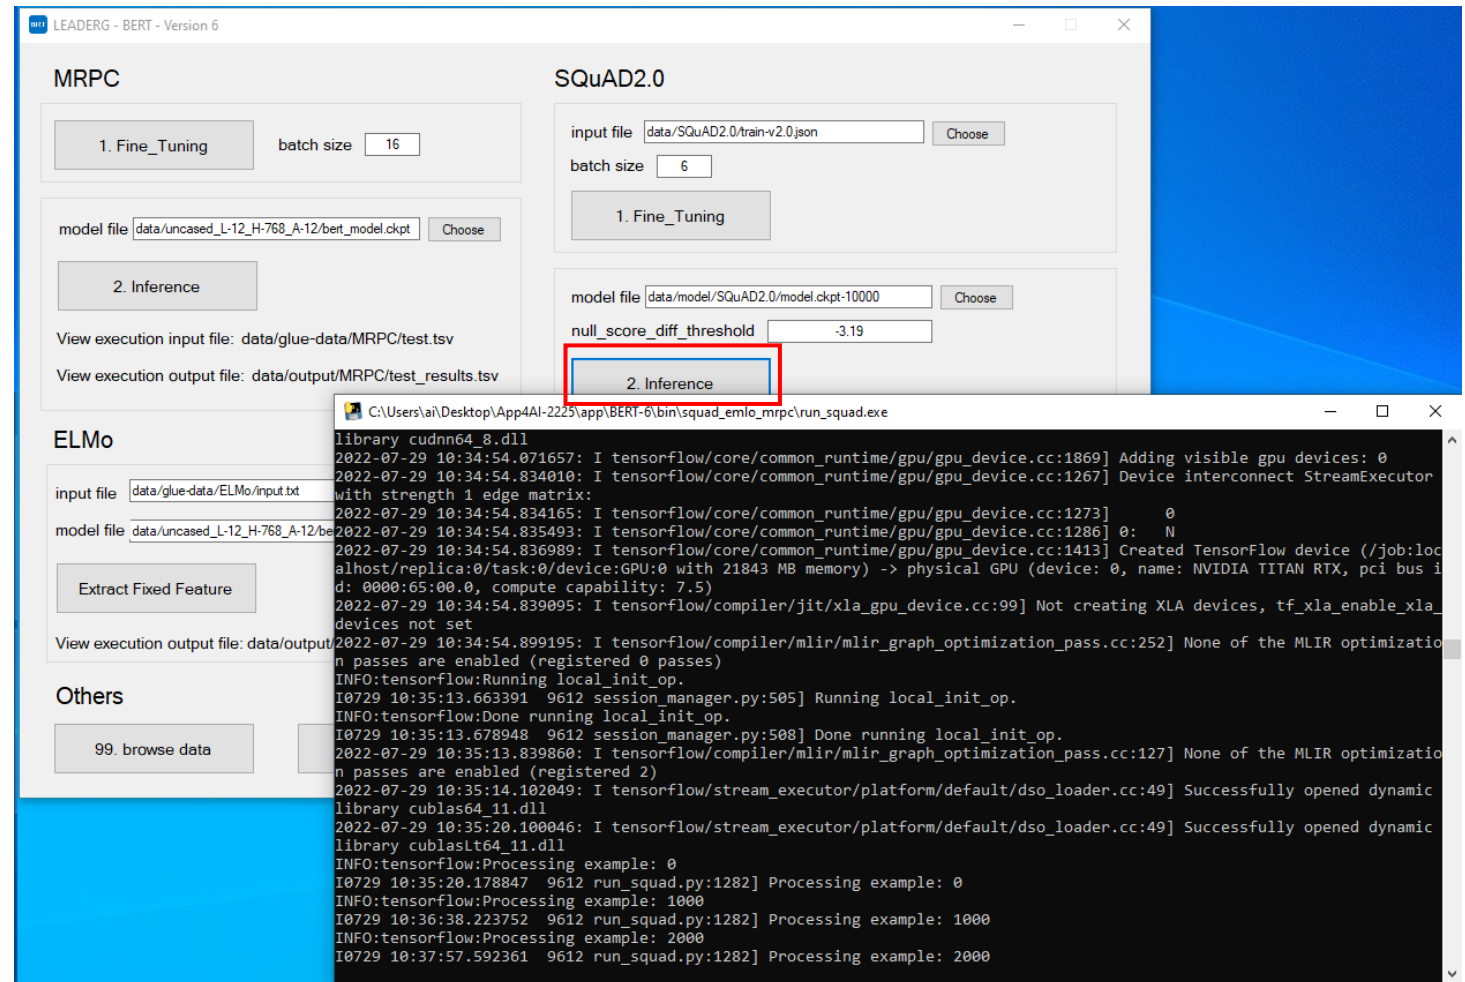 LEADERG - BERT - Version 6
MRPC
1. Fine_Tuning
batch size 16
model file data/uncased_L-12_H-768_A-12/bert_model.ckpt Choose
2. Inference
View execution input file: data/glue-data/MRPC/test.tsv
View execution output file: data/output/MRPC/test_results.tsv
SQuAD2.0
input file data/SQuAD2.0/train-v2.0.json Choose
batch size 6
1. Fine_Tuning
model file data/model/SQuAD2.0/model.ckpt-10000 Choose
null_score_diff_threshold -3.19
2. Inference
ELMo
input file data/glue-data/ELMo/input.txt
model file data/uncased_L-12_H-768_A-12/be
Extract Fixed Feature
View execution output file: data/output/
Others
99. browse data
C:\Users\ai\Desktop\App4AI-2225\app\BERT-6\bin\squad_emlo_mrpc\run_squad.exe
library cudnn64_8.dll
2022-07-29 10:34:54.071657: I tensorflow/core/common_runtime/gpu/gpu_device.cc:1869] Adding visible gpu devices: 0
2022-07-29 10:34:54.834010: I tensorflow/core/common_runtime/gpu/gpu_device.cc:1267] Device interconnect StreamExecutor
with strength 1 edge matrix:
2022-07-29 10:34:54.834165: I tensorflow/core/common_runtime/gpu/gpu_device.cc:1273]      0
2022-07-29 10:34:54.835493: I tensorflow/core/common_runtime/gpu/gpu_device.cc:1286] 0:   N
2022-07-29 10:34:54.836989: I tensorflow/core/common_runtime/gpu/gpu_device.cc:1413] Created TensorFlow device (/job:loc
alhost/replica:0/task:0/device:GPU:0 with 21843 MB memory) -> physical GPU (device: 0, name: NVIDIA TITAN RTX, pci bus i
d: 0000:65:00.0, compute capability: 7.5)
2022-07-29 10:34:54.839095: I tensorflow/compiler/jit/xla_gpu_device.cc:99] Not creating XLA devices, tf_xla_enable_xla_
devices not set
2022-07-29 10:34:54.899195: I tensorflow/compiler/mlir/mlir_graph_optimization_pass.cc:252] None of the MLIR optimizatio
n passes are enabled (registered 0 passes)
INFO:tensorflow:Running local_init_op.
I0729 10:35:13.663391  9612 session_manager.py:505] Running local_init_op.
INFO:tensorflow:Done running local_init_op.
I0729 10:35:13.678948  9612 session_manager.py:508] Done running local_init_op.
2022-07-29 10:35:13.839860: I tensorflow/compiler/mlir/mlir_graph_optimization_pass.cc:127] None of the MLIR optimizatio
n passes are enabled (registered 2)
2022-07-29 10:35:14.102049: I tensorflow/stream_executor/platform/default/dso_loader.cc:49] Successfully opened dynamic
library cublas64_11.dll
2022-07-29 10:35:20.100046: I tensorflow/stream_executor/platform/default/dso_loader.cc:49] Successfully opened dynamic
library cublasLt64_11.dll
INFO:tensorflow:Processing example: 0
I0729 10:35:20.178847  9612 run_squad.py:1282] Processing example: 0
INFO:tensorflow:Processing example: 1000
I0729 10:36:38.223752  9612 run_squad.py:1282] Processing example: 1000
INFO:tensorflow:Processing example: 2000
I0729 10:37:57.592361  9612 run_squad.py:1282] Processing example: 2000